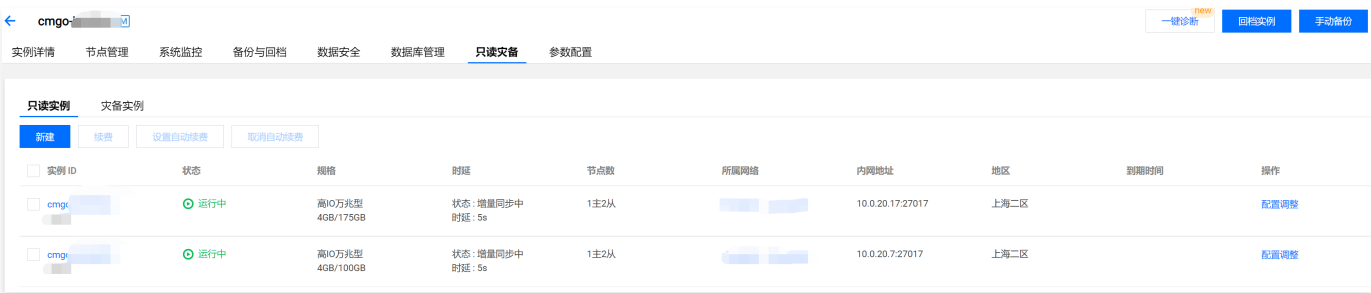 cmgo- M
new
一键诊断 回档实例 手动备份
实例详情 节点管理 系统监控 备份与回档 数据安全 数据库管理 只读灾备 参数配置
只读实例 灾备实例
新建 续费 设置自动续费 取消自动续费
实例 ID 状态 规格 时延 节点数 所属网络 内网地址 地区 到期时间 操作
运行中 高IO万兆型 状态 : 增量同步中 1主2从 10.0.20.17:27017 上海二区 配置调整
4GB/175GB 时延 : 5s
运行中 高IO万兆型 状态 : 增量同步中 1主2从 10.0.20.7:27017 上海二区 配置调整
4GB/100GB 时延 : 5s